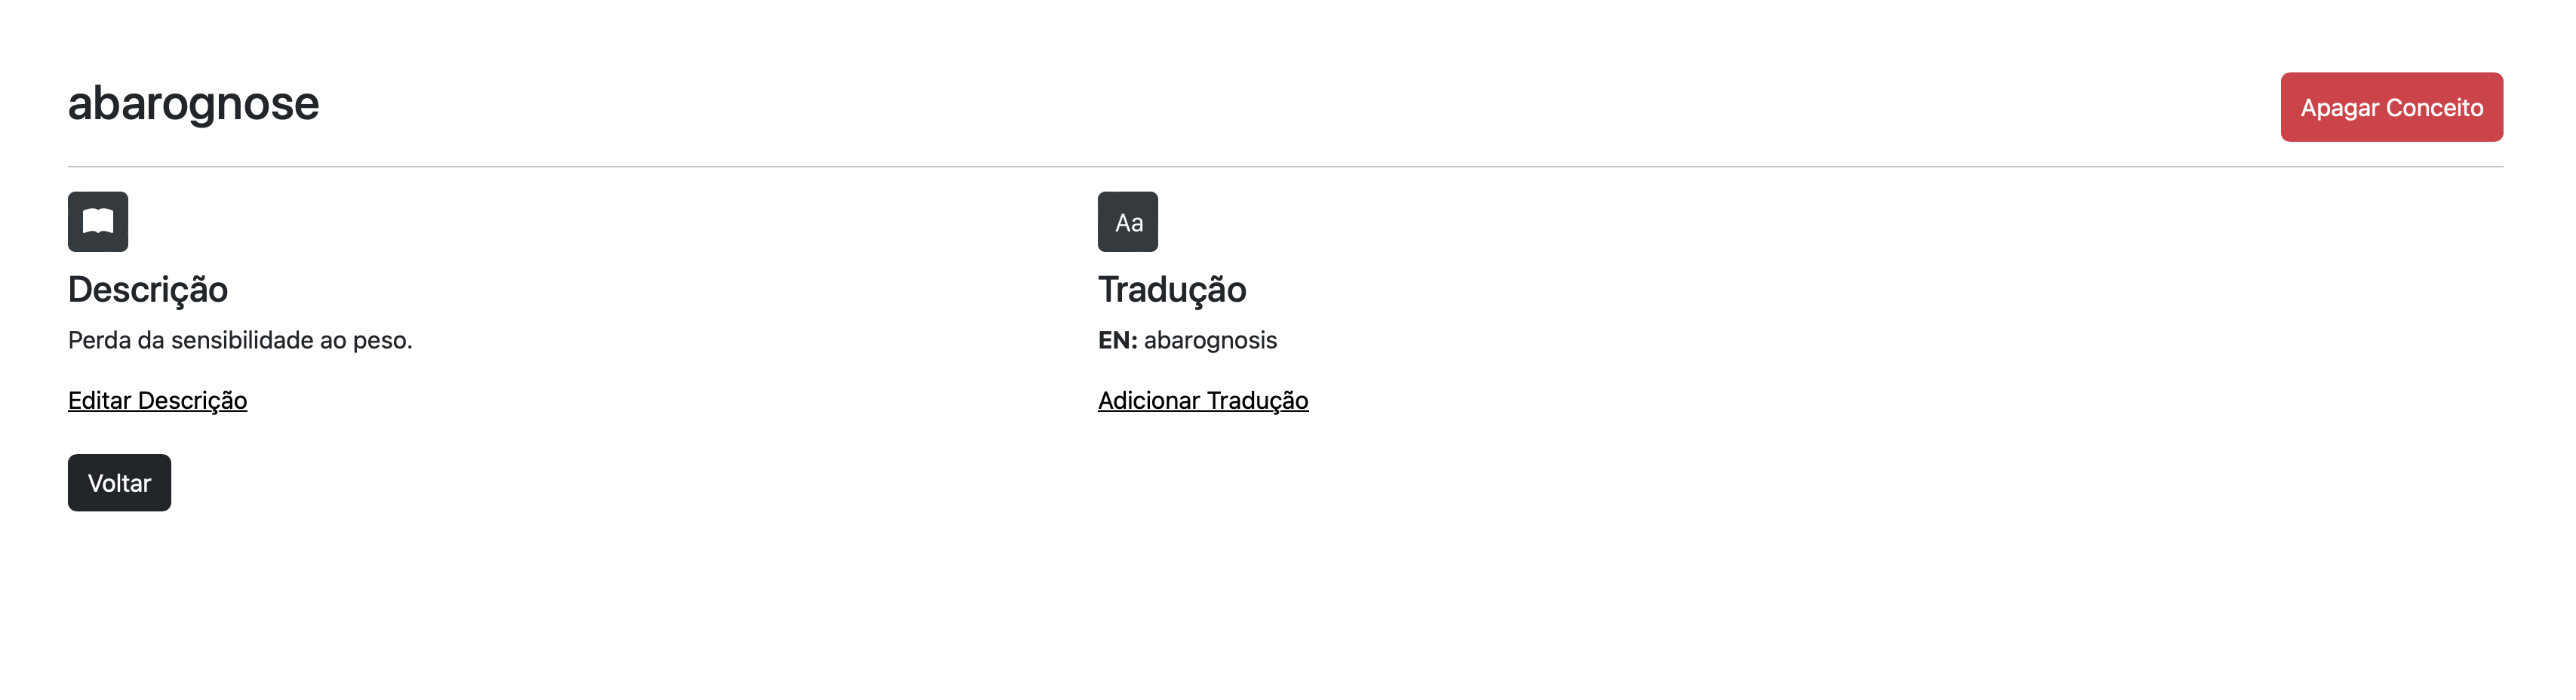 abarognose
Apagar Conceito
Aa
Descrição
Tradução
Perda da sensibilidade ao peso.
EN: abarognosis
Editar Descrição
Adicionar Tradução
Voltar